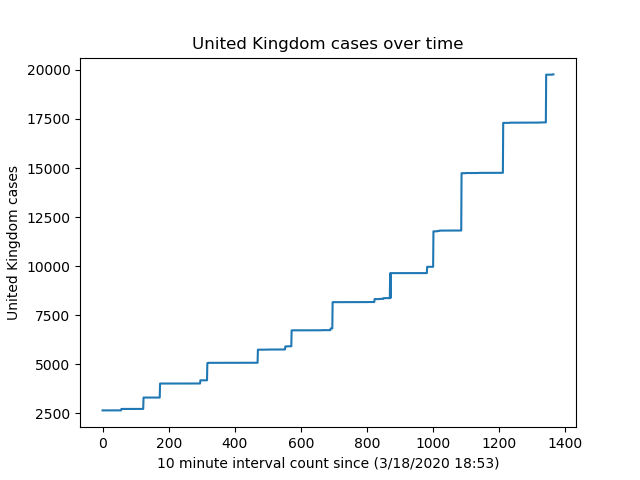 United Kingdom cases over time
20000
17500
15000
12500
10000
7500
5000
2500
United Kingdom cases
0 200 400 600 800 1000 1200 1400
10 minute interval count since (3/18/2020 18:53)